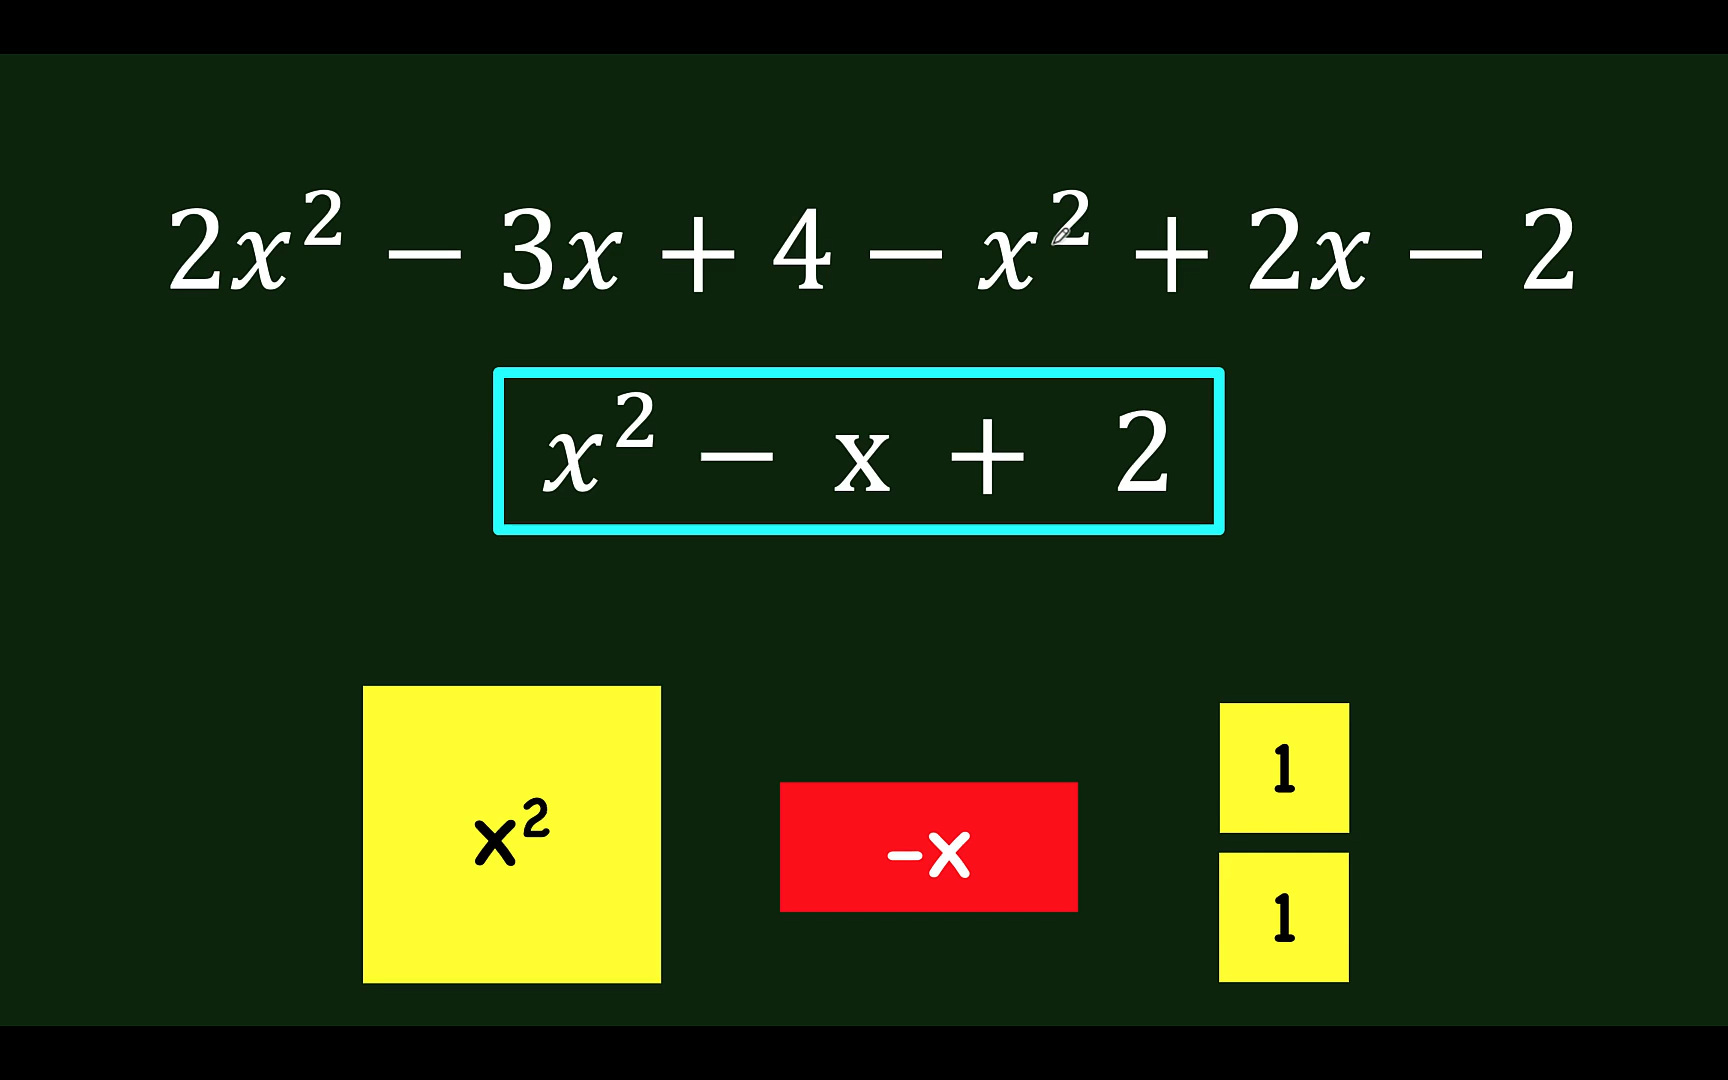 2x² − 3x + 4 − x² + 2x − 2
x² − x + 2
x²
-x
1
1